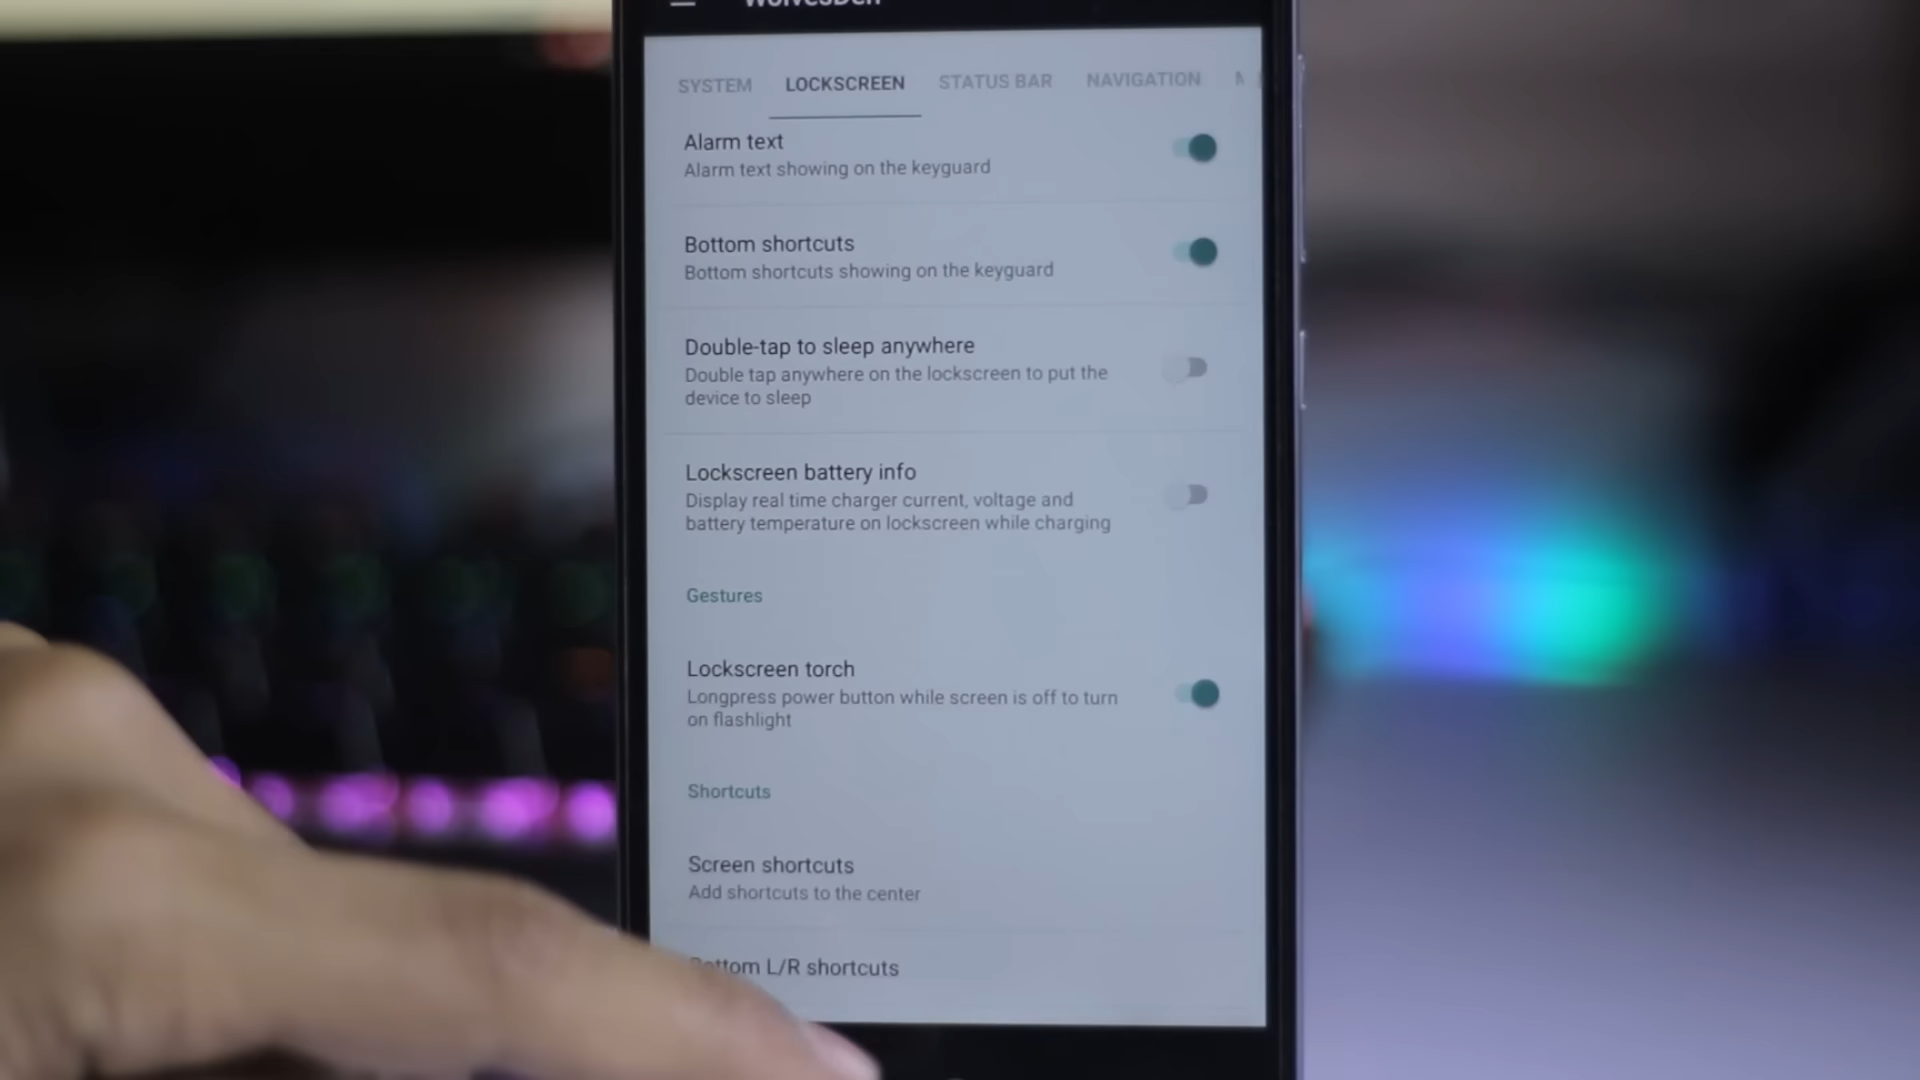 WolvesDen
SYSTEM LOCKSCREEN STATUS BAR NAVIGATION
Alarm text
Alarm text showing on the keyguard
Bottom shortcuts
Bottom shortcuts showing on the keyguard
Double-tap to sleep anywhere
Double tap anywhere on the lockscreen to put the
device to sleep
Lockscreen battery info
Display real time charger current, voltage and
battery temperature on lockscreen while charging
Gestures
Lockscreen torch
Longpress power button while screen is off to turn
on flashlight
Shortcuts
Screen shortcuts
Add shortcuts to the center
Bottom L/R shortcuts